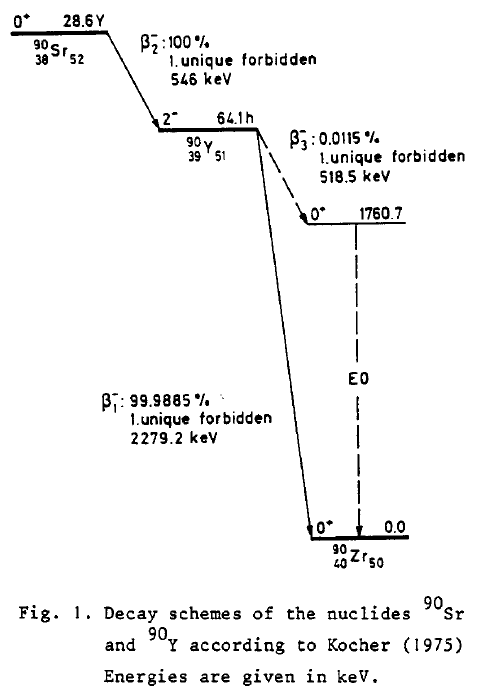 0⁺ 28.6Y
⁹⁰₃₈Sr₅₂
β₂⁻: 100%
1.unique forbidden
546 keV
2⁻ 64.1h
⁹⁰₃₉Y₅₁
β₃⁻: 0.0115 %
1.unique forbidden
518.5 keV
0⁺ 1760.7
E0
β₁⁻: 99.9885 %
1.unique forbidden
2279.2 keV
0⁺ 0.0
⁹⁰₄₀Zr₅₀
Fig. 1. Decay schemes of the nuclides ⁹⁰Sr
and ⁹⁰Y according to Kocher (1975)
Energies are given in keV.